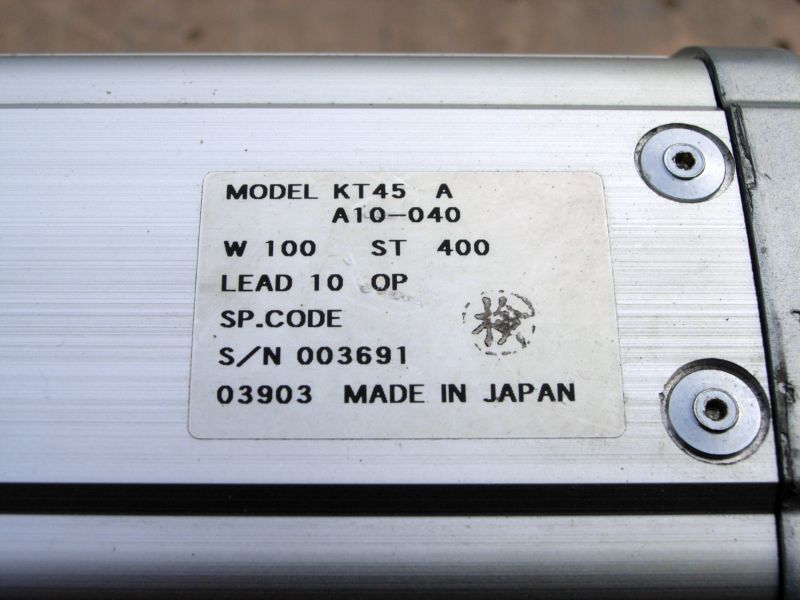 MODEL KT45 A
A10-040
W 100 ST 400
LEAD 10 OP
SP.CODE
検
S/N 003691
03903 MADE IN JAPAN